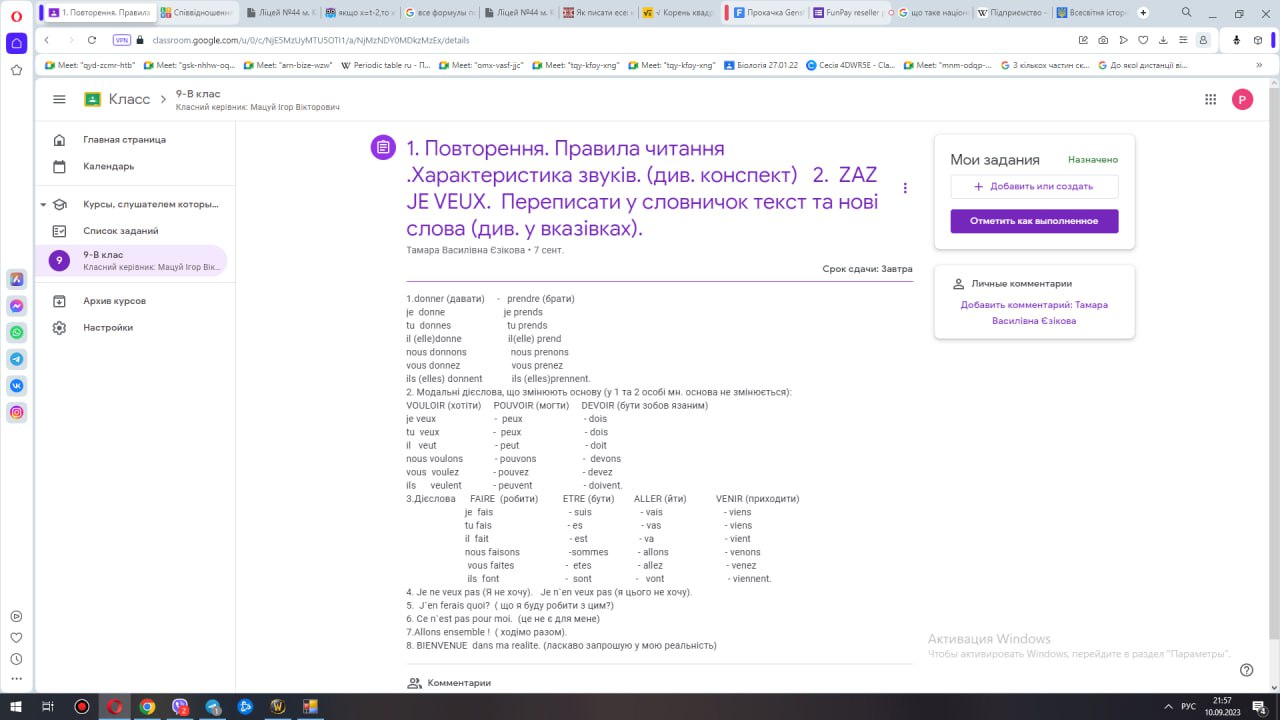 1. Повторення. Правила
Співвідношення
Ліцей №44 м. К
якщо x=t-2,то x
все формулы по
Ліцей №44 м. К
Як писати есе
√ Корень квад
Прокачка Gens
FunPay reseller
що таке націон
Підприємство -
Всесвітня істор
VPN classroom.google.com/u/0/c/NjE5MzUyMTU5OTI1/a/NjMzNDY0MDkzMzEx/details
Meet: "qyd-zcmr-htb" Meet: "gsk-nhhw-oq... Meet: "arn-bize-wzw" Periodic table ru - П... Meet: "omx-vasf-jjc" Meet: "tqy-kfoy-xng" Meet: "tqy-kfoy-xng" Біологія 27.01.22 Сесія 4DWR5E - Cla... Meet: "mnm-odqp-... З кількох частин ск... До якої дистанції ві...
Класс
9-В клас
Класний керівник: Мацуй Ігор Вікторович
P
Главная страница
Календарь
Курсы, слушателем которы...
Список заданий
9
9-В клас
Класний керівник: Мацуй Ігор Вік...
Архив курсов
Настройки
1. Повторення. Правила читання
.Характеристика звуків. (див. конспект) 2. ZAZ
JE VEUX. Переписати у словничок текст та нові
слова (див. у вказівках).
Тамара Василівна Єзікова • 7 сент.
Срок сдачи: Завтра
1.donner (давати) - prendre (брати)
je donne je prends
tu donnes tu prends
il (elle)donne il(elle) prend
nous donnons nous prenons
vous donnez vous prenez
ils (elles) donnent ils (elles)prennent.
2. Модальні дієслова, що змінюють основу (у 1 та 2 особі мн. основа не змінюється):
VOULOIR (хотіти) POUVOIR (могти) DEVOIR (бути зобов язаним)
je veux - peux - dois
tu veux - peux - dois
il veut - peut - doit
nous voulons - pouvons - devons
vous voulez - pouvez - devez
ils veulent - peuvent - doivent.
3.Дієслова FAIRE (робити) ETRE (бути) ALLER (йти) VENIR (приходити)
je fais - suis - vais - viens
tu fais - es - vas - viens
il fait - est - va - vient
nous faisons -sommes - allons - venons
vous faites - etes - allez - venez
ils font - sont - vont - viennent.
4. Je ne veux pas (Я не хочу). Je n`en veux pas (я цього не хочу).
5. J`en ferais quoi? ( що я буду робити з цим?)
6. Ce n`est pas pour moi. (це не є для мене)
7.Allons ensemble ! ( ходімо разом).
8. BIENVENUE dans ma realite. (ласкаво запрошую у мою реальність)
Комментарии
Мои задания
Назначено
+ Добавить или создать
Отметить как выполненное
Личные комментарии
Добавить комментарий: Тамара
Василівна Єзікова
Активация Windows
Чтобы активировать Windows, перейдите в раздел "Параметры".
2
1
РУС
21:57
10.09.2023
4